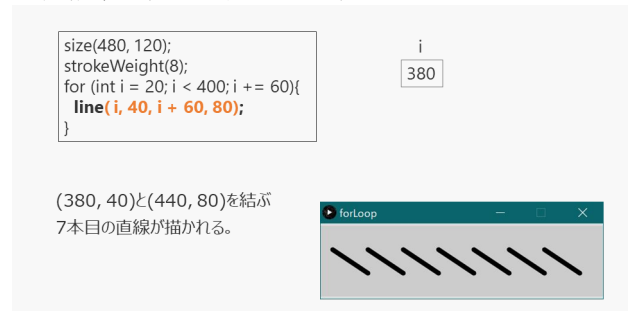 size(480, 120);
strokeWeight(8);
for (int i = 20; i < 400; i += 60){
line( i, 40, i + 60, 80);
}
i
380
(380, 40)と(440, 80)を結ぶ
7本目の直線が描かれる。
forLoop